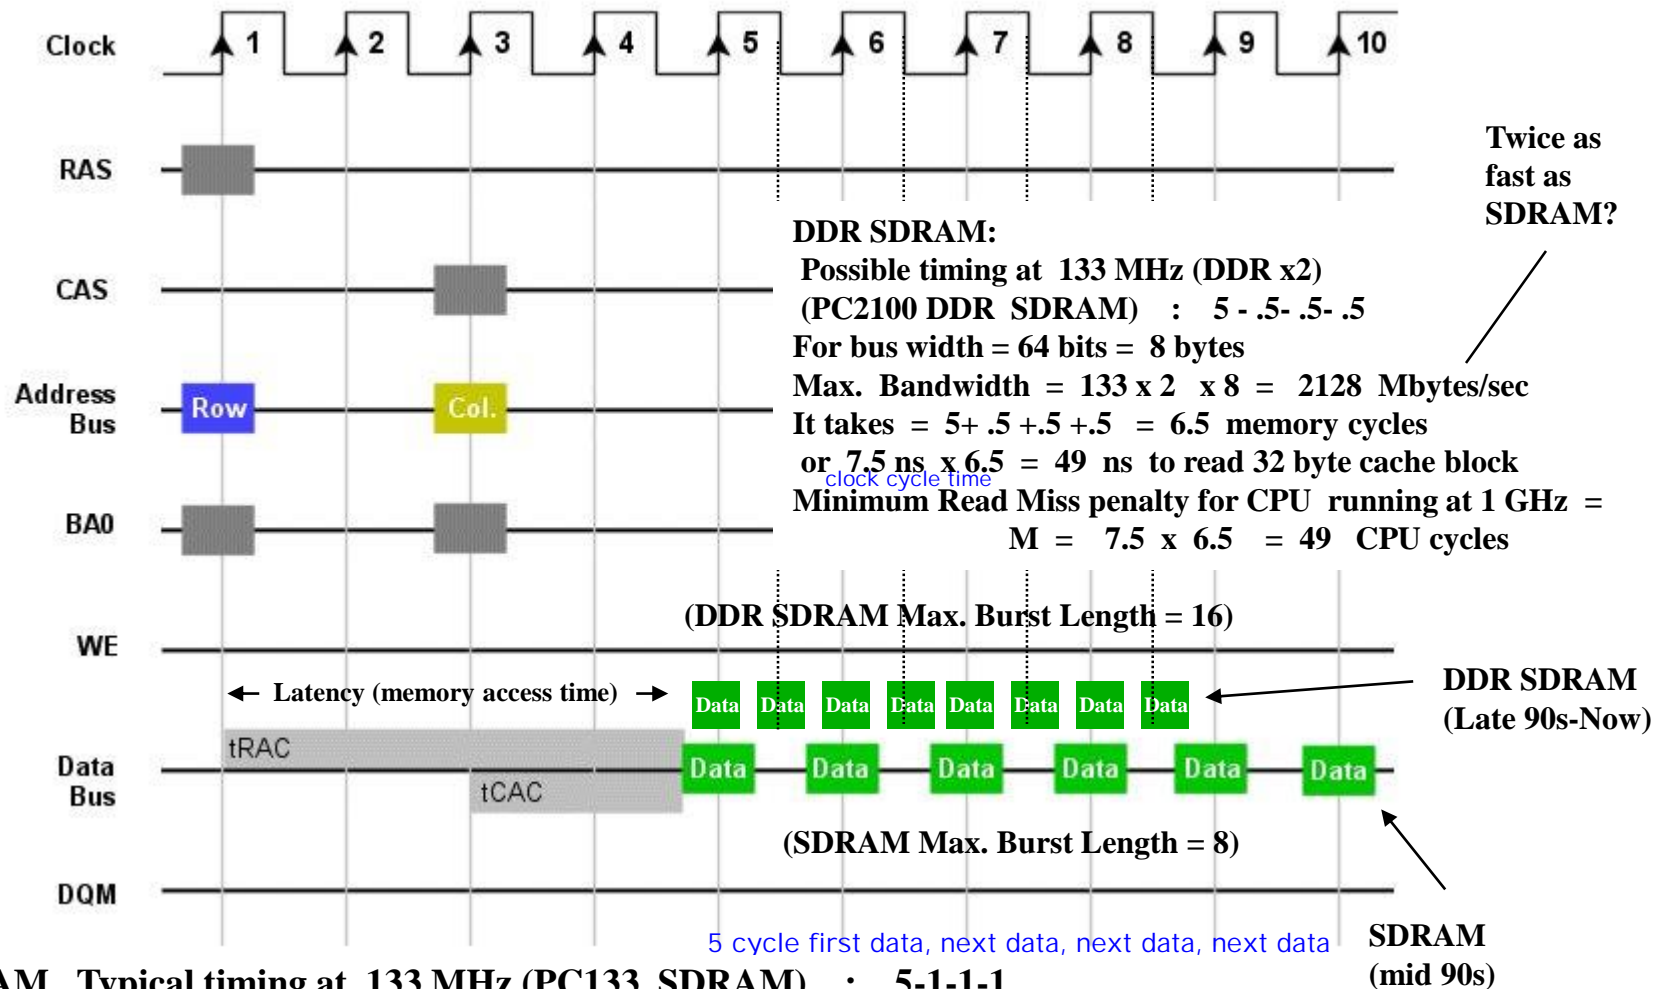 Clock
1 2 3 4 5 6 7 8 9 10
RAS
Twice as
fast as
SDRAM?
CAS
DDR SDRAM:
Possible timing at 133 MHz (DDR x2)
(PC2100 DDR SDRAM) : 5 - .5- .5- .5
For bus width = 64 bits = 8 bytes
Max. Bandwidth = 133 x 2 x 8 = 2128 Mbytes/sec
It takes = 5+ .5 +.5 +.5 = 6.5 memory cycles
or 7.5 ns x 6.5 = 49 ns to read 32 byte cache block
clock cycle time
Minimum Read Miss penalty for CPU running at 1 GHz =
M = 7.5 x 6.5 = 49 CPU cycles
Address
Bus
Row
Col.
BA0
(DDR SDRAM Max. Burst Length = 16)
WE
Latency (memory access time)
Data Data Data Data Data Data Data Data
DDR SDRAM
(Late 90s-Now)
tRAC
Data
Bus
tCAC
Data Data Data Data Data Data
(SDRAM Max. Burst Length = 8)
DQM
5 cycle first data, next data, next data, next data
SDRAM
(mid 90s)
AM Typical timing at 133 MHz (PC133 SDRAM) : 5-1-1-1